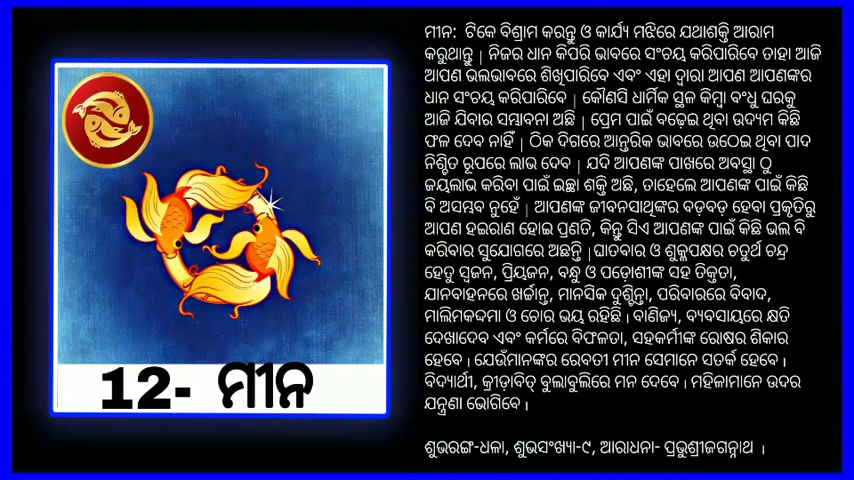 ମୀନ: ଟିକେ ବିଶ୍ରାମ କରନ୍ତୁ ଓ କାର୍ଯ୍ୟ ମଝିରେ ଯଥାଶକ୍ତି ଆରାମ
କରୁଥାନ୍ତୁ | ନିଜର ଧାନ କିପରି ଭାବରେ ସଂଚୟ କରିପାରିବେ ତାହା ଆଜି
ଆପଣ ଭଲଭାବରେ ଶିଖିପାରିବେ ଏବଂ ଏହା ଦ୍ୱାରା ଆପଣ ଆପଣଙ୍କର
ଧାନ ସଂଚୟ କରିପାରିବେ | କୌଣସି ଧାର୍ମିକ ସ୍ଥଳ କିମ୍ବା ବଂଧୁ ଘରକୁ
ଆଜି ଯିବାର ସମ୍ଭାବନା ଅଛି | ପ୍ରେମ ପାଇଁ ବଢ଼େଇ ଥିବା ଉଦ୍ୟମ କିଛି
ଫଳ ଦେବ ନାହିଁ | ଠିକ ଦିଗରେ ଆନ୍ତରିକ ଭାବରେ ଉଠେଇ ଥିବା ପାଦ
ନିଶ୍ଚିତ ରୂପରେ ଲାଭ ଦେବ | ଯଦି ଆପଣଙ୍କ ପାଖରେ ଅବସ୍ଥା ଠୁ
ଜୟଲାଭ କରିବା ପାଇଁ ଇଚ୍ଛା ଶକ୍ତି ଅଛି, ତାହେଲେ ଆପଣଙ୍କ ପାଇଁ କିଛି
ବି ଅସମ୍ଭବ ନୁହେଁ | ଆପଣଙ୍କ ଜୀବନସାଥିଙ୍କର ବଡ଼ବଡ଼ ହେବା ପ୍ରକୃତିରୁ
ଆପଣ ହଇରାଣ ହୋଇ ପ୍ରଣତି, କିନ୍ତୁ ସିଏ ଆପଣଙ୍କ ପାଇଁ କିଛି ଭଲ ବି
କରିବାର ସୁଯୋଗରେ ଅଛନ୍ତି |ଘାତବାର ଓ ଶୁକ୍ଳପକ୍ଷର ଚତୁର୍ଥ ଚନ୍ଦ୍ର
ହେତୁ ସ୍ୱଜନ, ପ୍ରିୟଜନ, ବନ୍ଧୁ ଓ ପଡ଼ୋଶୀଙ୍କ ସହ ତିକ୍ତତା,
ଯାନବାହନରେ ଖର୍ଚ୍ଚାନ୍ତ, ମାନସିକ ଦୁଶ୍ଚିନ୍ତା, ପରିବାରରେ ବିବାଦ,
ମାଲିମକଦ୍ଦମା ଓ ଚୋର ଭୟ ରହିଛି। ବାଣିଜ୍ୟ, ବ୍ୟବସାୟରେ କ୍ଷତି
ଦେଖାଦେବ ଏବଂ କର୍ମରେ ବିଫଳତା, ସହକର୍ମୀଙ୍କ ରୋଷର ଶିକାର
ହେବେ। ଯେଉଁମାନଙ୍କର ରେବତୀ ମୀନ ସେମାନେ ସତର୍କ ହେବେ।
ବିଦ୍ୟାର୍ଥୀ, କ୍ରୀଡ଼ାବିତ୍ ବୁଲାବୁଲିରେ ମନ ଦେବେ। ମହିଳାମାନେ ଉଦର
ଯନ୍ତ୍ରଣା ଭୋଗିବେ।
ଶୁଭରଙ୍ଗ-ଧଳା, ଶୁଭସଂଖ୍ୟା-୯, ଆରାଧନା- ପ୍ରଭୁଶ୍ରୀଜଗନ୍ନାଥ ।
12- ମୀନ